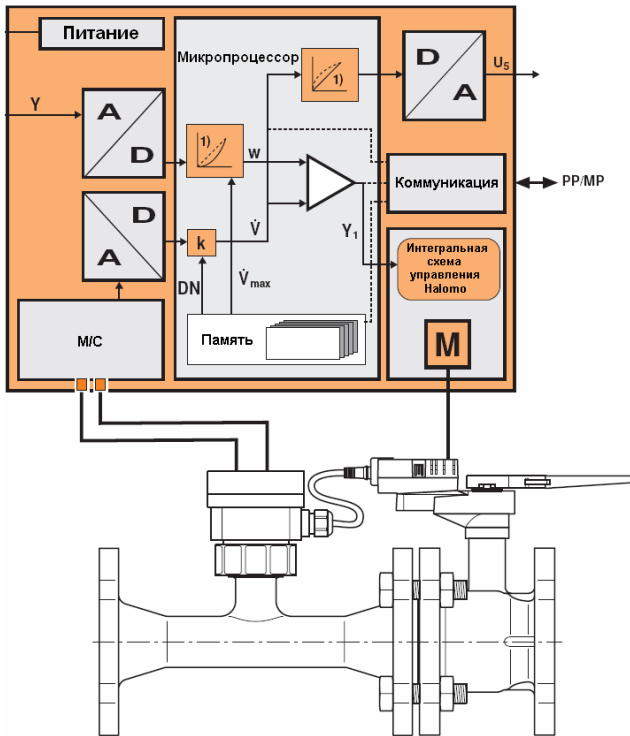 Питание
Микропроцессор
1)
D
A
U5
Y
A
D
1)
w
Коммуникация
PP/MP
D
A
k
V̇
Y1
DN
V̇max
Интегральная
схема
управления
Halomo
М/С
Память
M